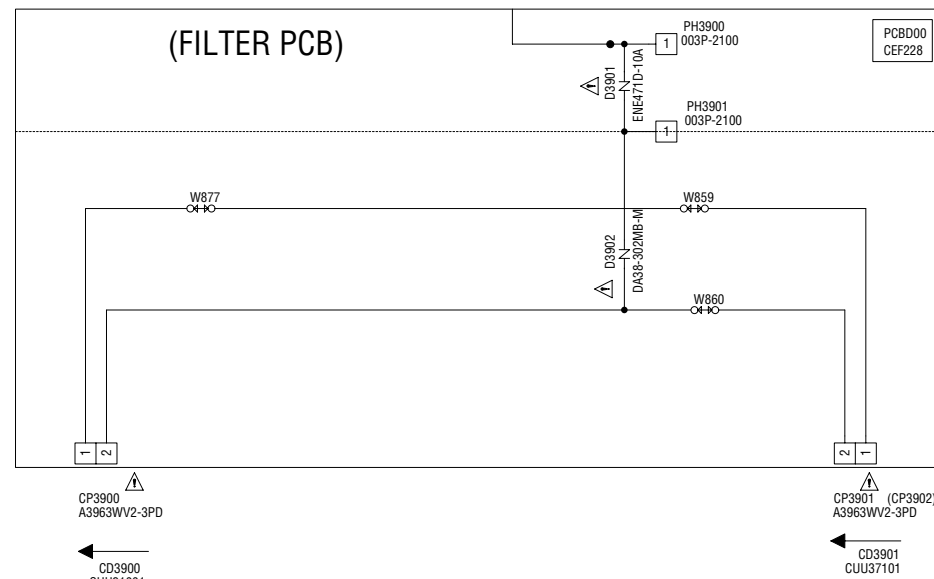 (FILTER PCB)
PH3900
003P-2100
1
PCBD00
CEF228
D3901
ENE471D-10A
PH3901
003P-2100
1
W877
W859
D3902
DA38-302MB-M
W860
1 2
2 1
CP3900
A3963WV2-3PD
CP3901 (CP3902)
A3963WV2-3PD
CD3900
CD3901
CUU37101